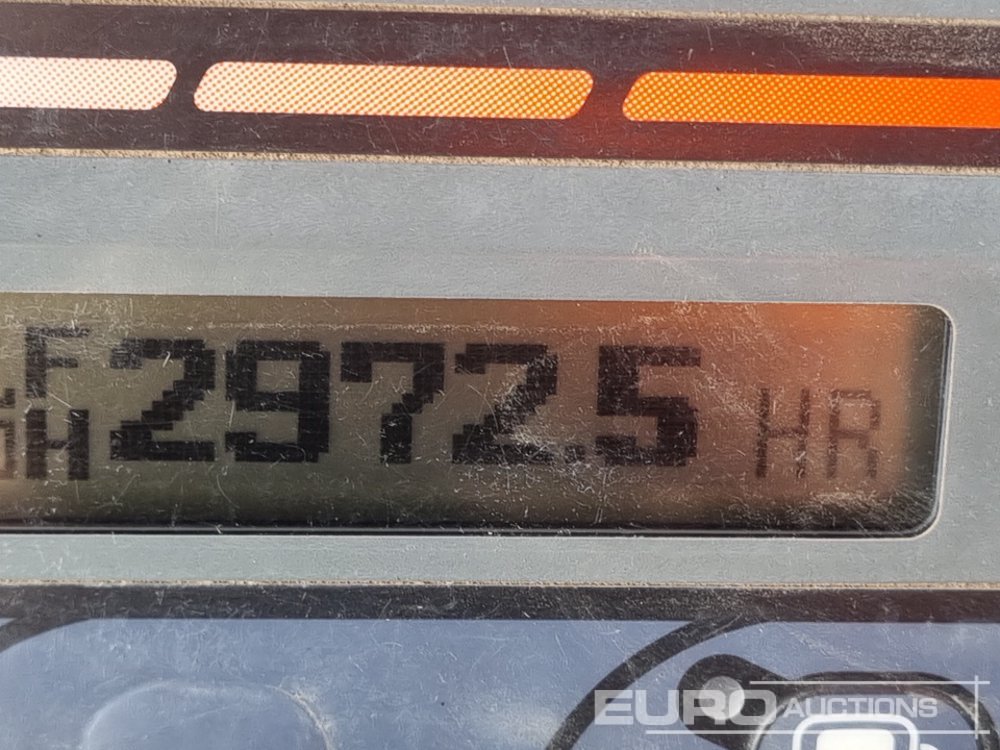 F
H 2972.5 HR
EURO AUCTIONS